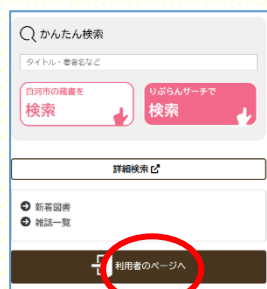 かんたん検索
タイトル・著者名など
白河市の蔵書を
検索
りぶらんサーチで
検索
詳細検索
新着図書
雑誌一覧
利用者のページへ